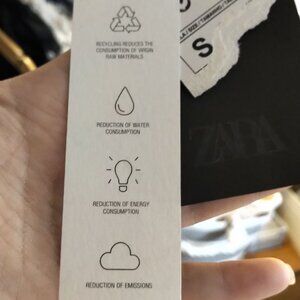 RECYCLING REDUCES THE
CONSUMPTION OF VIRGIN
RAW MATERIALS
REDUCTION OF WATER
CONSUMPTION
REDUCTION OF ENERGY
CONSUMPTION
REDUCTION OF EMISSIONS
S
ZARA